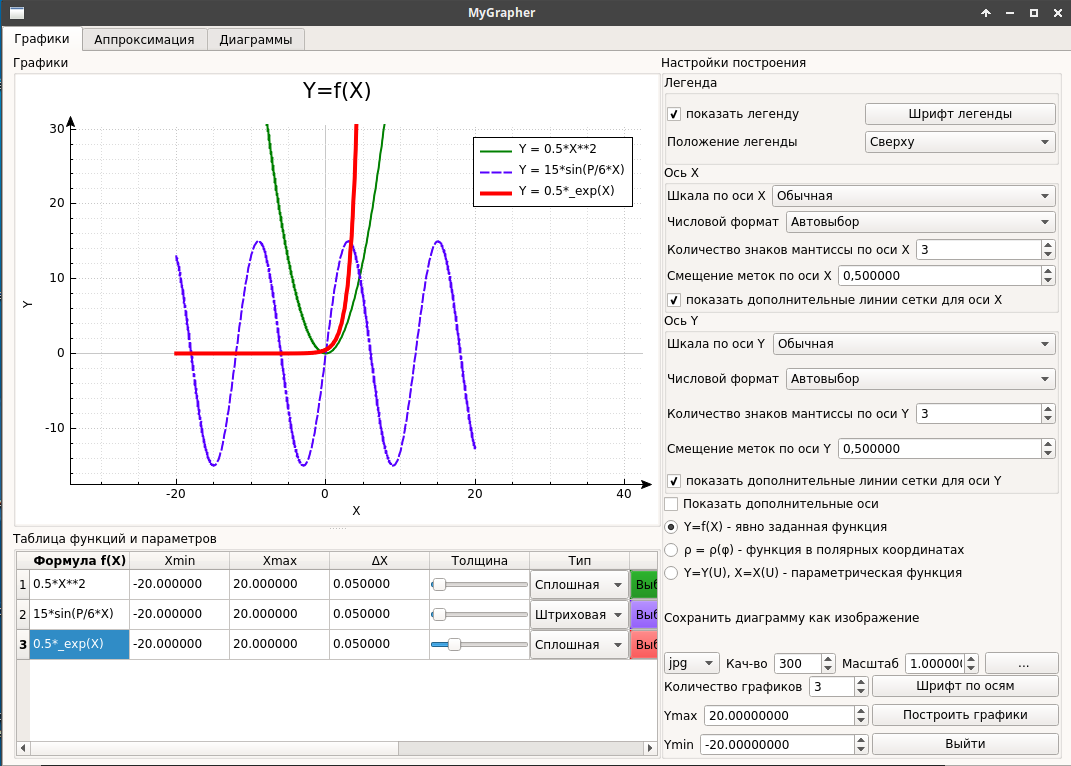 MyGrapher
Графики Аппроксимация Диаграммы
Графики
Y=f(X)
30
20
10
0
-10
Y
-20 0 20 40
X
Y = 0.5*X**2
Y = 15*sin(P/6*X)
Y = 0.5*_exp(X)
Таблица функций и параметров
Формула f(X) Xmin Xmax ΔX Толщина Тип
1 0.5*X**2 -20.000000 20.000000 0.050000 Сплошная Выб
2 15*sin(P/6*X) -20.000000 20.000000 0.050000 Штриховая Выб
3 0.5*_exp(X) -20.000000 20.000000 0.050000 Сплошная Выб
Настройки построения
Легенда
показать легенду Шрифт легенды
Положение легенды Сверху
Ось X
Шкала по оси X Обычная
Числовой формат Автовыбор
Количество знаков мантиссы по оси X 3
Смещение меток по оси X 0,500000
показать дополнительные линии сетки для оси X
Ось Y
Шкала по оси Y Обычная
Числовой формат Автовыбор
Количество знаков мантиссы по оси Y 3
Смещение меток по оси Y 0,500000
показать дополнительные линии сетки для оси Y
Показать дополнительные оси
Y=f(X) - явно заданная функция
ρ = ρ(φ) - функция в полярных координатах
Y=Y(U), X=X(U) - параметрическая функция
Сохранить диаграмму как изображение
jpg Кач-во 300 Масштаб 1.000000 ...
Количество графиков 3 Шрифт по осям
Ymax 20.00000000 Построить графики
Ymin -20.00000000 Выйти